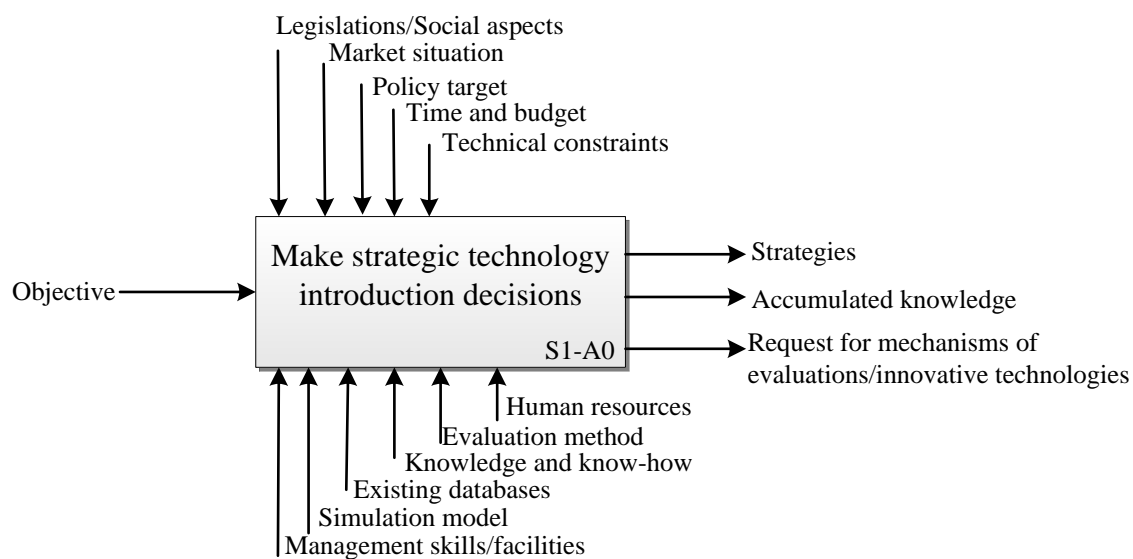 Legislations/Social aspects
Market situation
Policy target
Time and budget
Technical constraints
Make strategic technology
introduction decisions
S1-A0
Objective
Strategies
Accumulated knowledge
Request for mechanisms of
evaluations/innovative technologies
Human resources
Evaluation method
Knowledge and know-how
Existing databases
Simulation model
Management skills/facilities